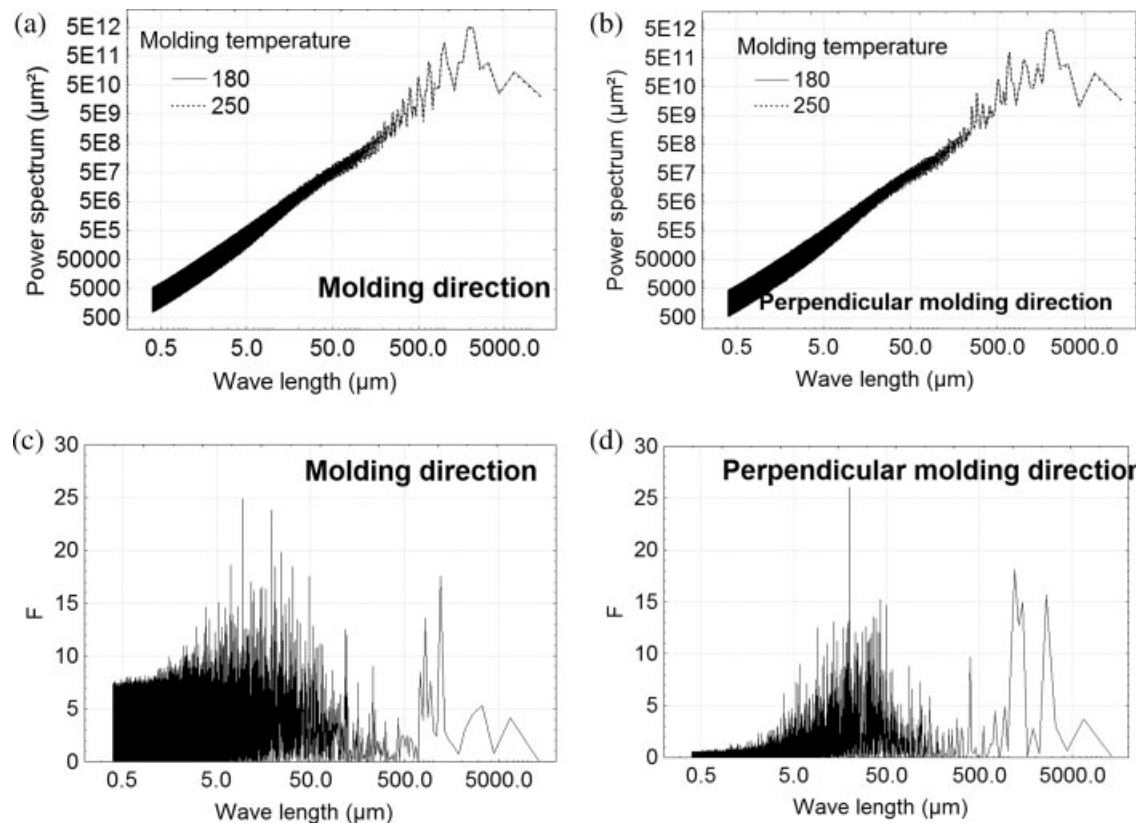 (a)
5E12
5E11
5E10
5E9
5E8
5E7
5E6
5E5
50000
5000
500
Power spectrum (µm²)
Molding temperature
180
250
Molding direction
0.5 5.0 50.0 500.0 5000.0
Wave length (µm)
(b)
5E12
5E11
5E10
5E9
5E8
5E7
5E6
5E5
50000
5000
500
Power spectrum (µm²)
Molding temperature
180
250
Perpendicular molding direction
0.5 5.0 50.0 500.0 5000.0
Wave length (µm)
(c)
30
25
20
15
10
5
0
F
Molding direction
0.5 5.0 50.0 500.0 5000.0
Wave length (µm)
(d)
30
25
20
15
10
5
0
F
Perpendicular molding direction
0.5 5.0 50.0 500.0 5000.0
Wave length (µm)